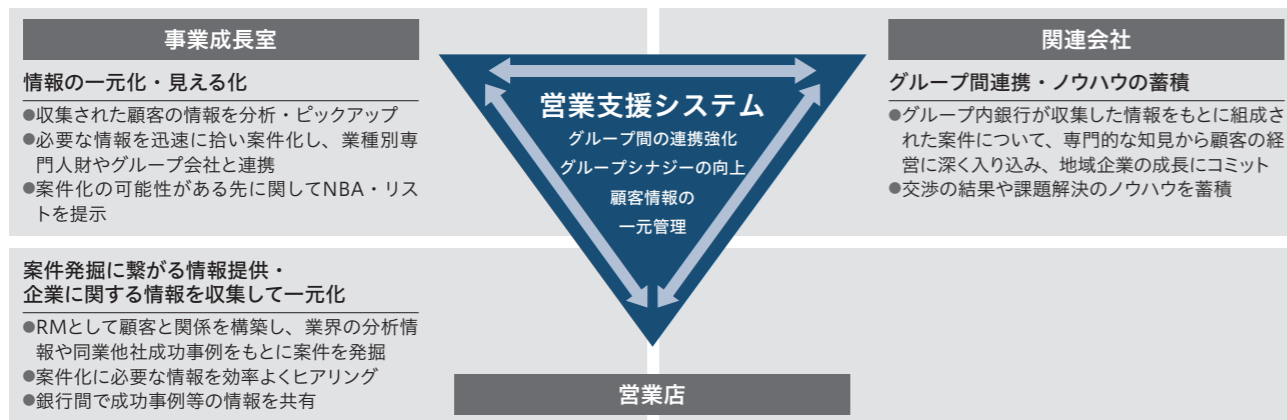 事業成長室
情報の一元化・見える化
●収集された顧客の情報を分析・ピックアップ
●必要な情報を迅速に拾い案件化し、業種別専
門人財やグループ会社と連携
●案件化の可能性がある先に関してNBA・リス
トを提示
営業支援システム
グループ間の連携強化
グループシナジーの向上
顧客情報の
一元管理
関連会社
グループ間連携・ノウハウの蓄積
●グループ内銀行が収集した情報をもとに組成さ
れた案件について、専門的な知見から顧客の経
営に深く入り込み、地域企業の成長にコミット
●交渉の結果や課題解決のノウハウを蓄積
案件発掘に繋がる情報提供・
企業に関する情報を収集して一元化
●RMとして顧客と関係を構築し、業界の分析情
報や同業他社成功事例をもとに案件を発掘
●案件化に必要な情報を効率よくヒアリング
●銀行間で成功事例等の情報を共有
営業店